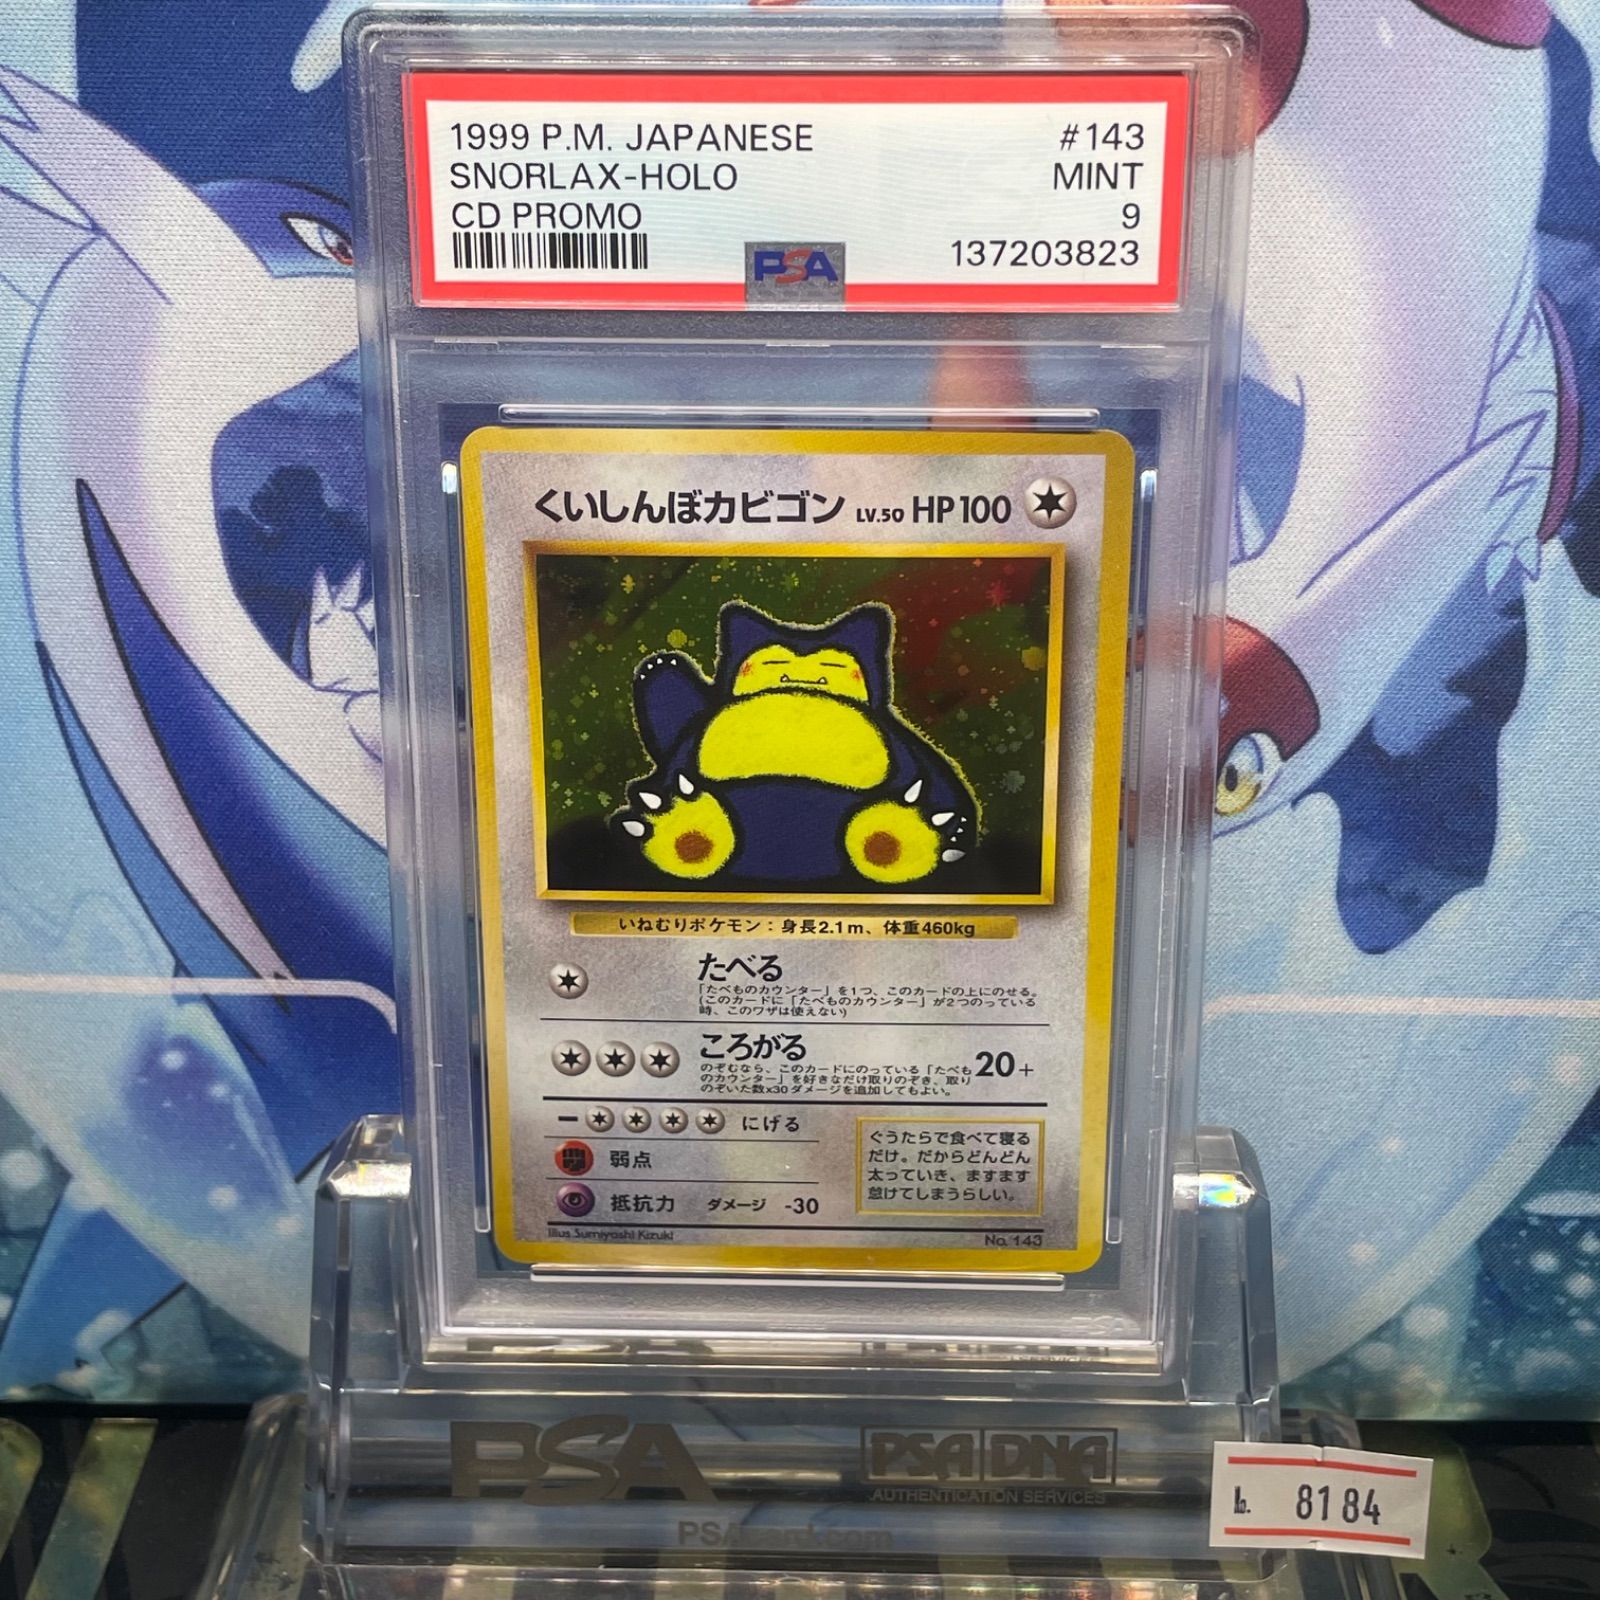 1999 P.M. JAPANESE #143
SNORLAX-HOLO MINT
CD PROMO 9
137203823
PSA
くいしんぼカビゴン LV.50 HP100
いねむりポケモン：身長2.1m、体重460kg
たべる
「たべものカウンター」を1つ、このカードの上にのせる。
(このカードに「たべものカウンター」が2つのっている
時、このワザは使えない)
ころがる 20+
のぞむなら、このカードにのっている「たべも
のカウンター」を好きなだけ取りのぞき、取り
のぞいた数×30ダメージを追加してもよい。
ー にげる
弱点
抵抗力 ダメージ -30
ぐうたらで食べて寝る
だけ。だからどんどん
太っていき、ますます
怠けてしまうらしい。
Illus Sumiyoshi Kizuki No. 143
PSA
PSA DNA
AUTHENTICATION SERVICES
PSAcard.com
8184